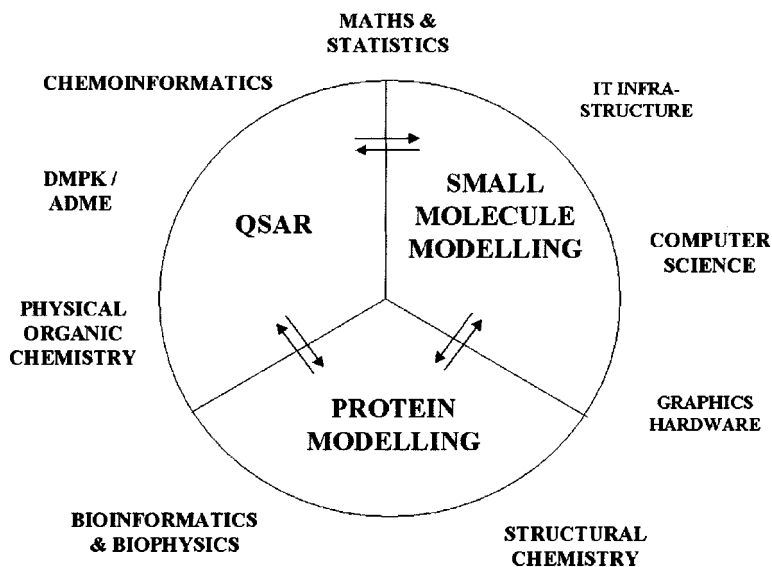 MATHS &
STATISTICS
CHEMOINFORMATICS
IT INFRA-
STRUCTURE
DMPK /
ADME
QSAR
SMALL
MOLECULE
MODELLING
COMPUTER
SCIENCE
PHYSICAL
ORGANIC
CHEMISTRY
PROTEIN
MODELLING
GRAPHICS
HARDWARE
BIOINFORMATICS
& BIOPHYSICS
STRUCTURAL
CHEMISTRY